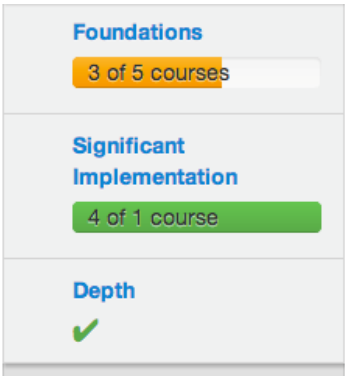 Foundations
3 of 5 courses
Significant
Implementation
4 of 1 course
Depth